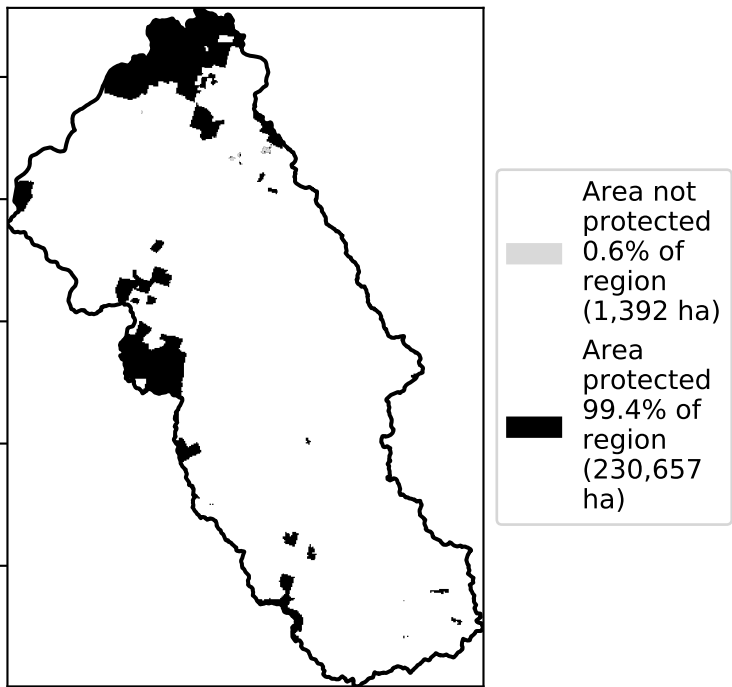 Area not
protected
0.6% of
region
(1,392 ha)
Area
protected
99.4% of
region
(230,657
ha)